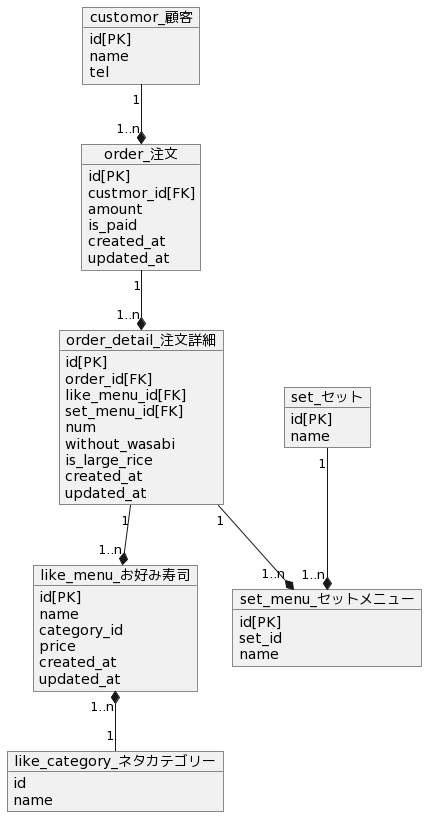 customor_顧客
id[PK]
name
tel
1
1..n
order_注文
id[PK]
custmor_id[FK]
amount
is_paid
created_at
updated_at
1
1..n
order_detail_注文詳細
id[PK]
order_id[FK]
like_menu_id[FK]
set_menu_id[FK]
num
without_wasabi
is_large_rice
created_at
updated_at
set_セット
id[PK]
name
1
1..n
1
1..n
1
1..n
like_menu_お好み寿司
id[PK]
name
category_id
price
created_at
updated_at
set_menu_セットメニュー
id[PK]
set_id
name
1..n
1
like_category_ネタカテゴリー
id
name